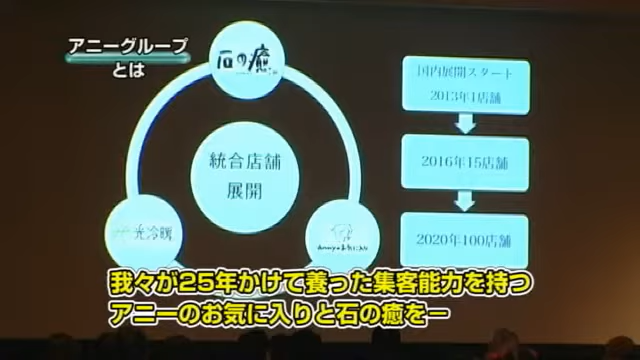 アニーグループ
とは
石の癒
統合店舗
展開
光冷暖
国内展開スタート
2013年1店舗
2016年15店舗
2020年100店舗
我々が25年かけて養った集客能力を持つ
アニーのお気に入りと石の癒をー